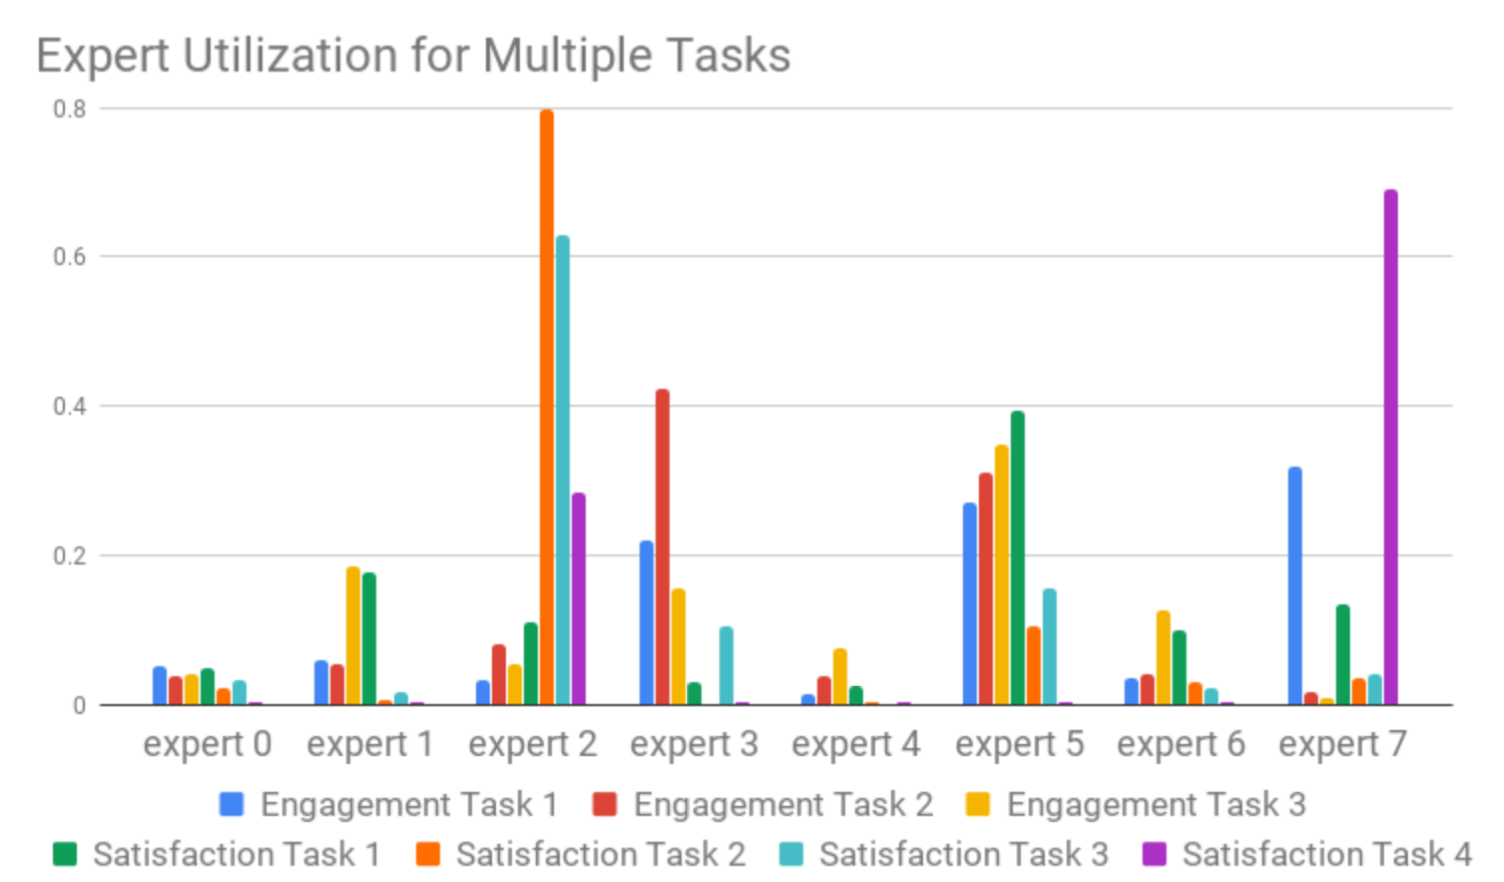 Expert Utilization for Multiple Tasks
0.8
0.6
0.4
0.2
0
expert 0 expert 1 expert 2 expert 3 expert 4 expert 5 expert 6 expert 7
Engagement Task 1 Engagement Task 2 Engagement Task 3
Satisfaction Task 1 Satisfaction Task 2 Satisfaction Task 3 Satisfaction Task 4